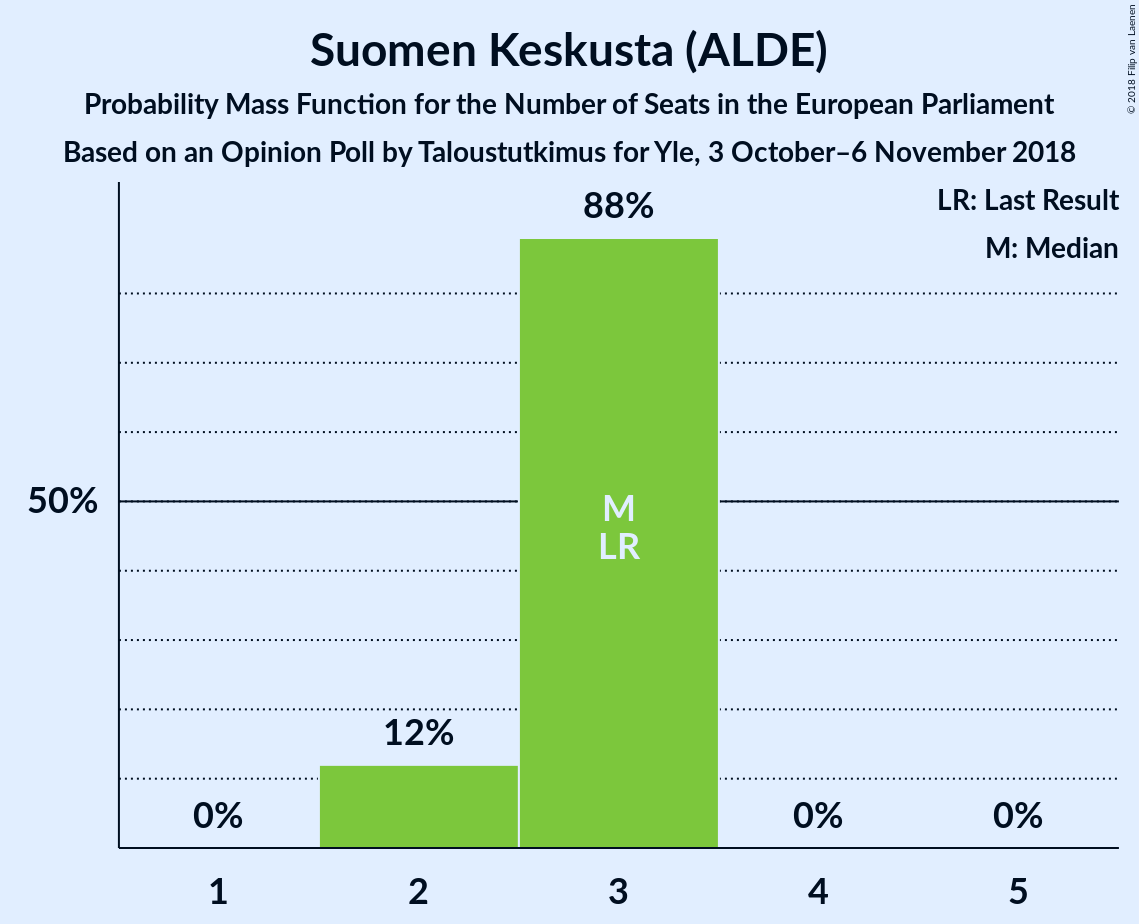 Suomen Keskusta (ALDE)
Probability Mass Function for the Number of Seats in the European Parliament
Based on an Opinion Poll by Taloustutkimus for Yle, 3 October–6 November 2018
© 2018 Filip van Laenen
LR: Last Result
M: Median
88%
50%
M
LR
12%
0%
0%
0%
1
2
3
4
5